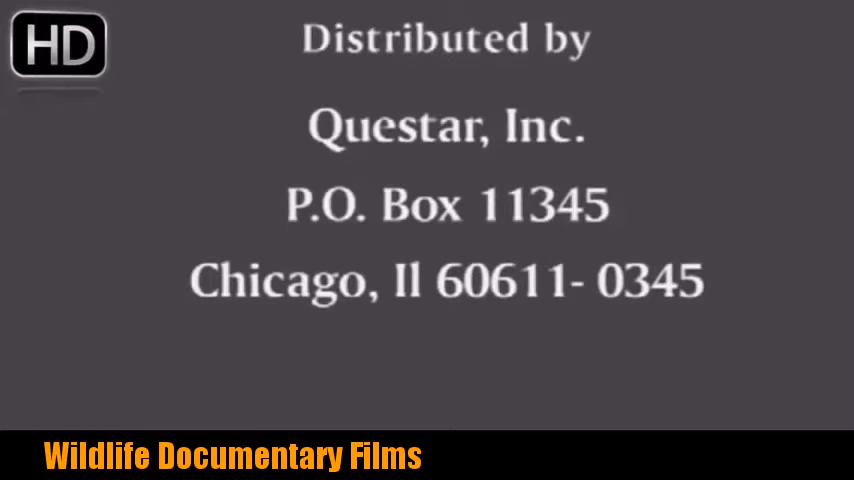 HD
Distributed by
Questar, Inc.
P.O. Box 11345
Chicago, Il 60611- 0345
Wildlife Documentary Films